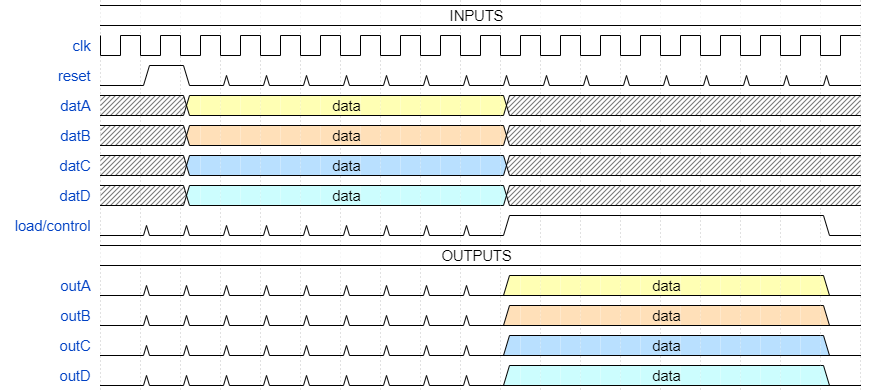 INPUTS
clk
reset
datA data
datB data
datC data
datD data
load/control
OUTPUTS
outA data
outB data
outC data
outD data